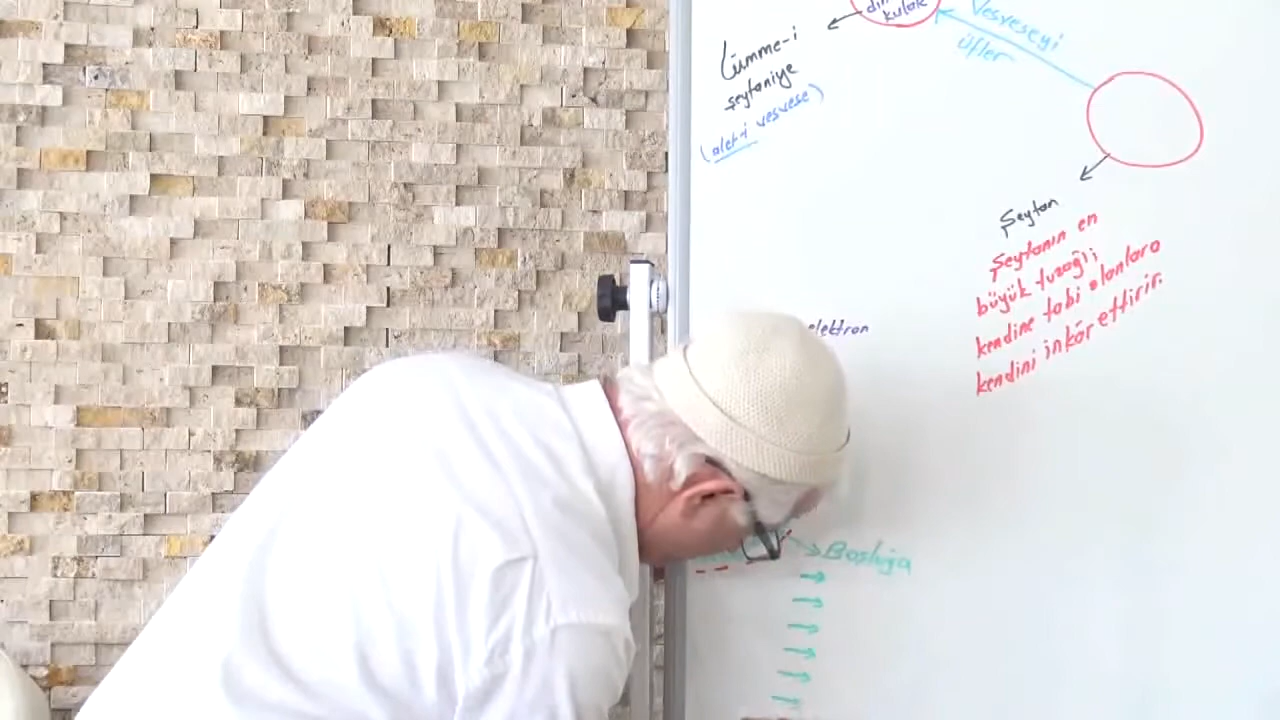 kulak
Vesveseyi
üfler
Lümme-i
şeytaniye
(alet-i vesvese)
Şeytan
Şeytanın en
büyük tuzağı;
kendine tabi olanlara
kendini inkâr ettirir.
elektron
Boşluğa